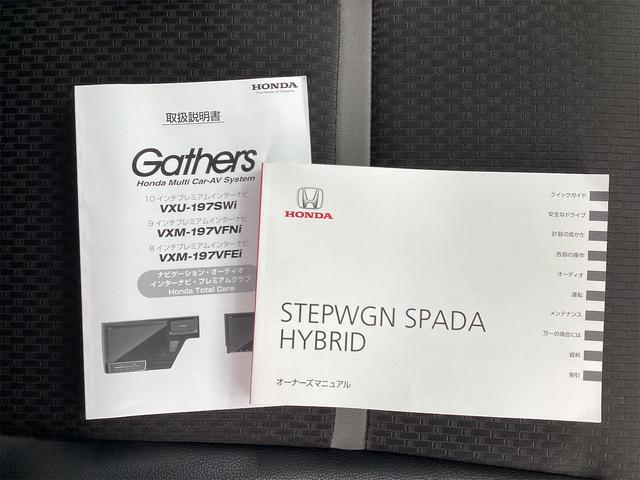 HONDA
The Power of Dreams
取扱説明書
Gathers
Honda Multi Car-AV System
10 インチプレミアムインターナビ
VXU-197SWi
9 インチプレミアムインターナビ
VXM-197VFNi
8 インチプレミアムインターナビ
VXM-197VFEi
ナビゲーション・オーディオ
インターナビ・プレミアムクラブ
Honda Total Care
HONDA
STEPWGN SPADA
HYBRID
オーナーズマニュアル
クイックガイド
安全なドライブ
計器の見かた
各部の操作
オーディオ
運転
メンテナンス
万一の場合には
資料
索引